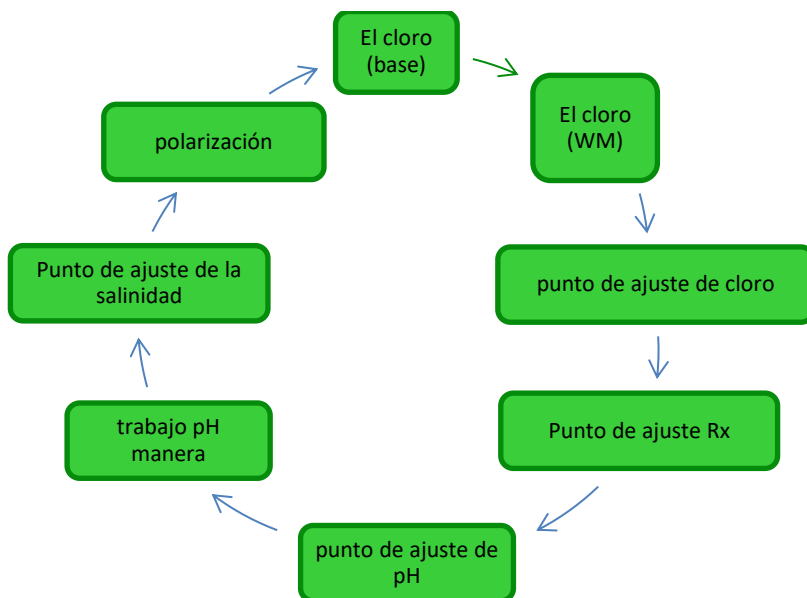 El cloro
(base)
El cloro
(WM)
punto de ajuste de cloro
Punto de ajuste Rx
punto de ajuste de
pH
trabajo pH
manera
Punto de ajuste de la
salinidad
polarización